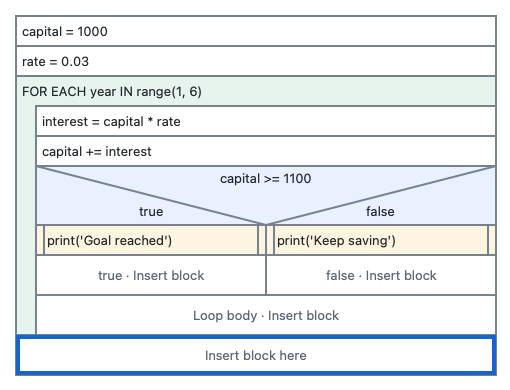 capital = 1000
rate = 0.03
FOR EACH year IN range(1, 6)
interest = capital * rate
capital += interest
capital >= 1100
true
false
print('Goal reached')
print('Keep saving')
true · Insert block
false · Insert block
Loop body · Insert block
Insert block here